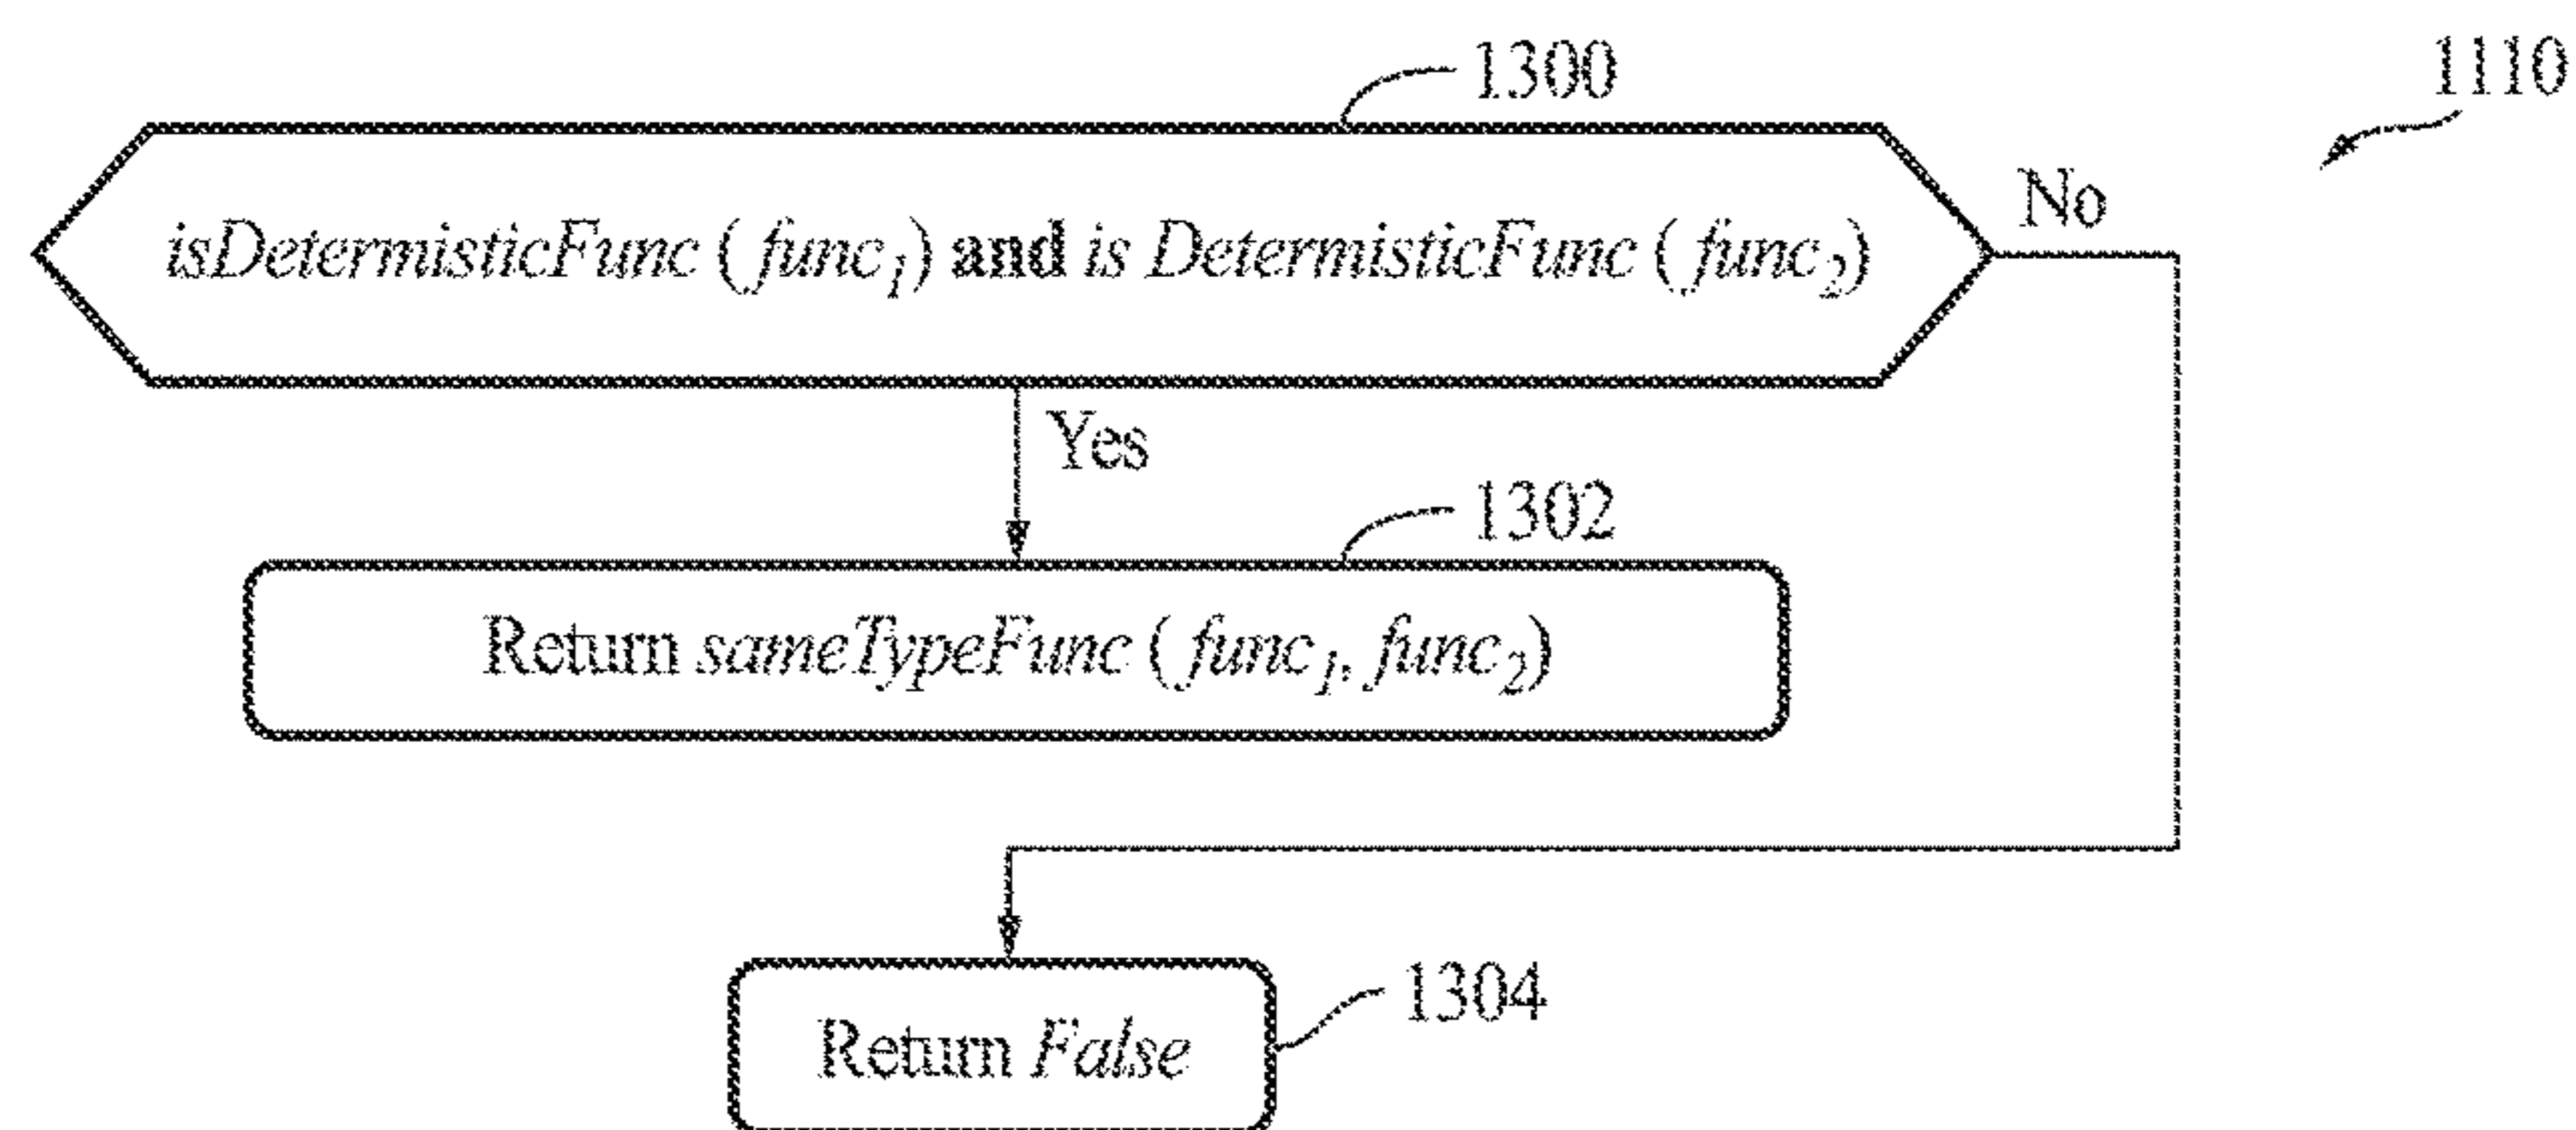 1300
1110
isDetermisticFunc (func₁) and is DetermisticFunc (func₂)
No
Yes
1302
Return sameTypeFunc (func₁, func₂)
1304
Return False